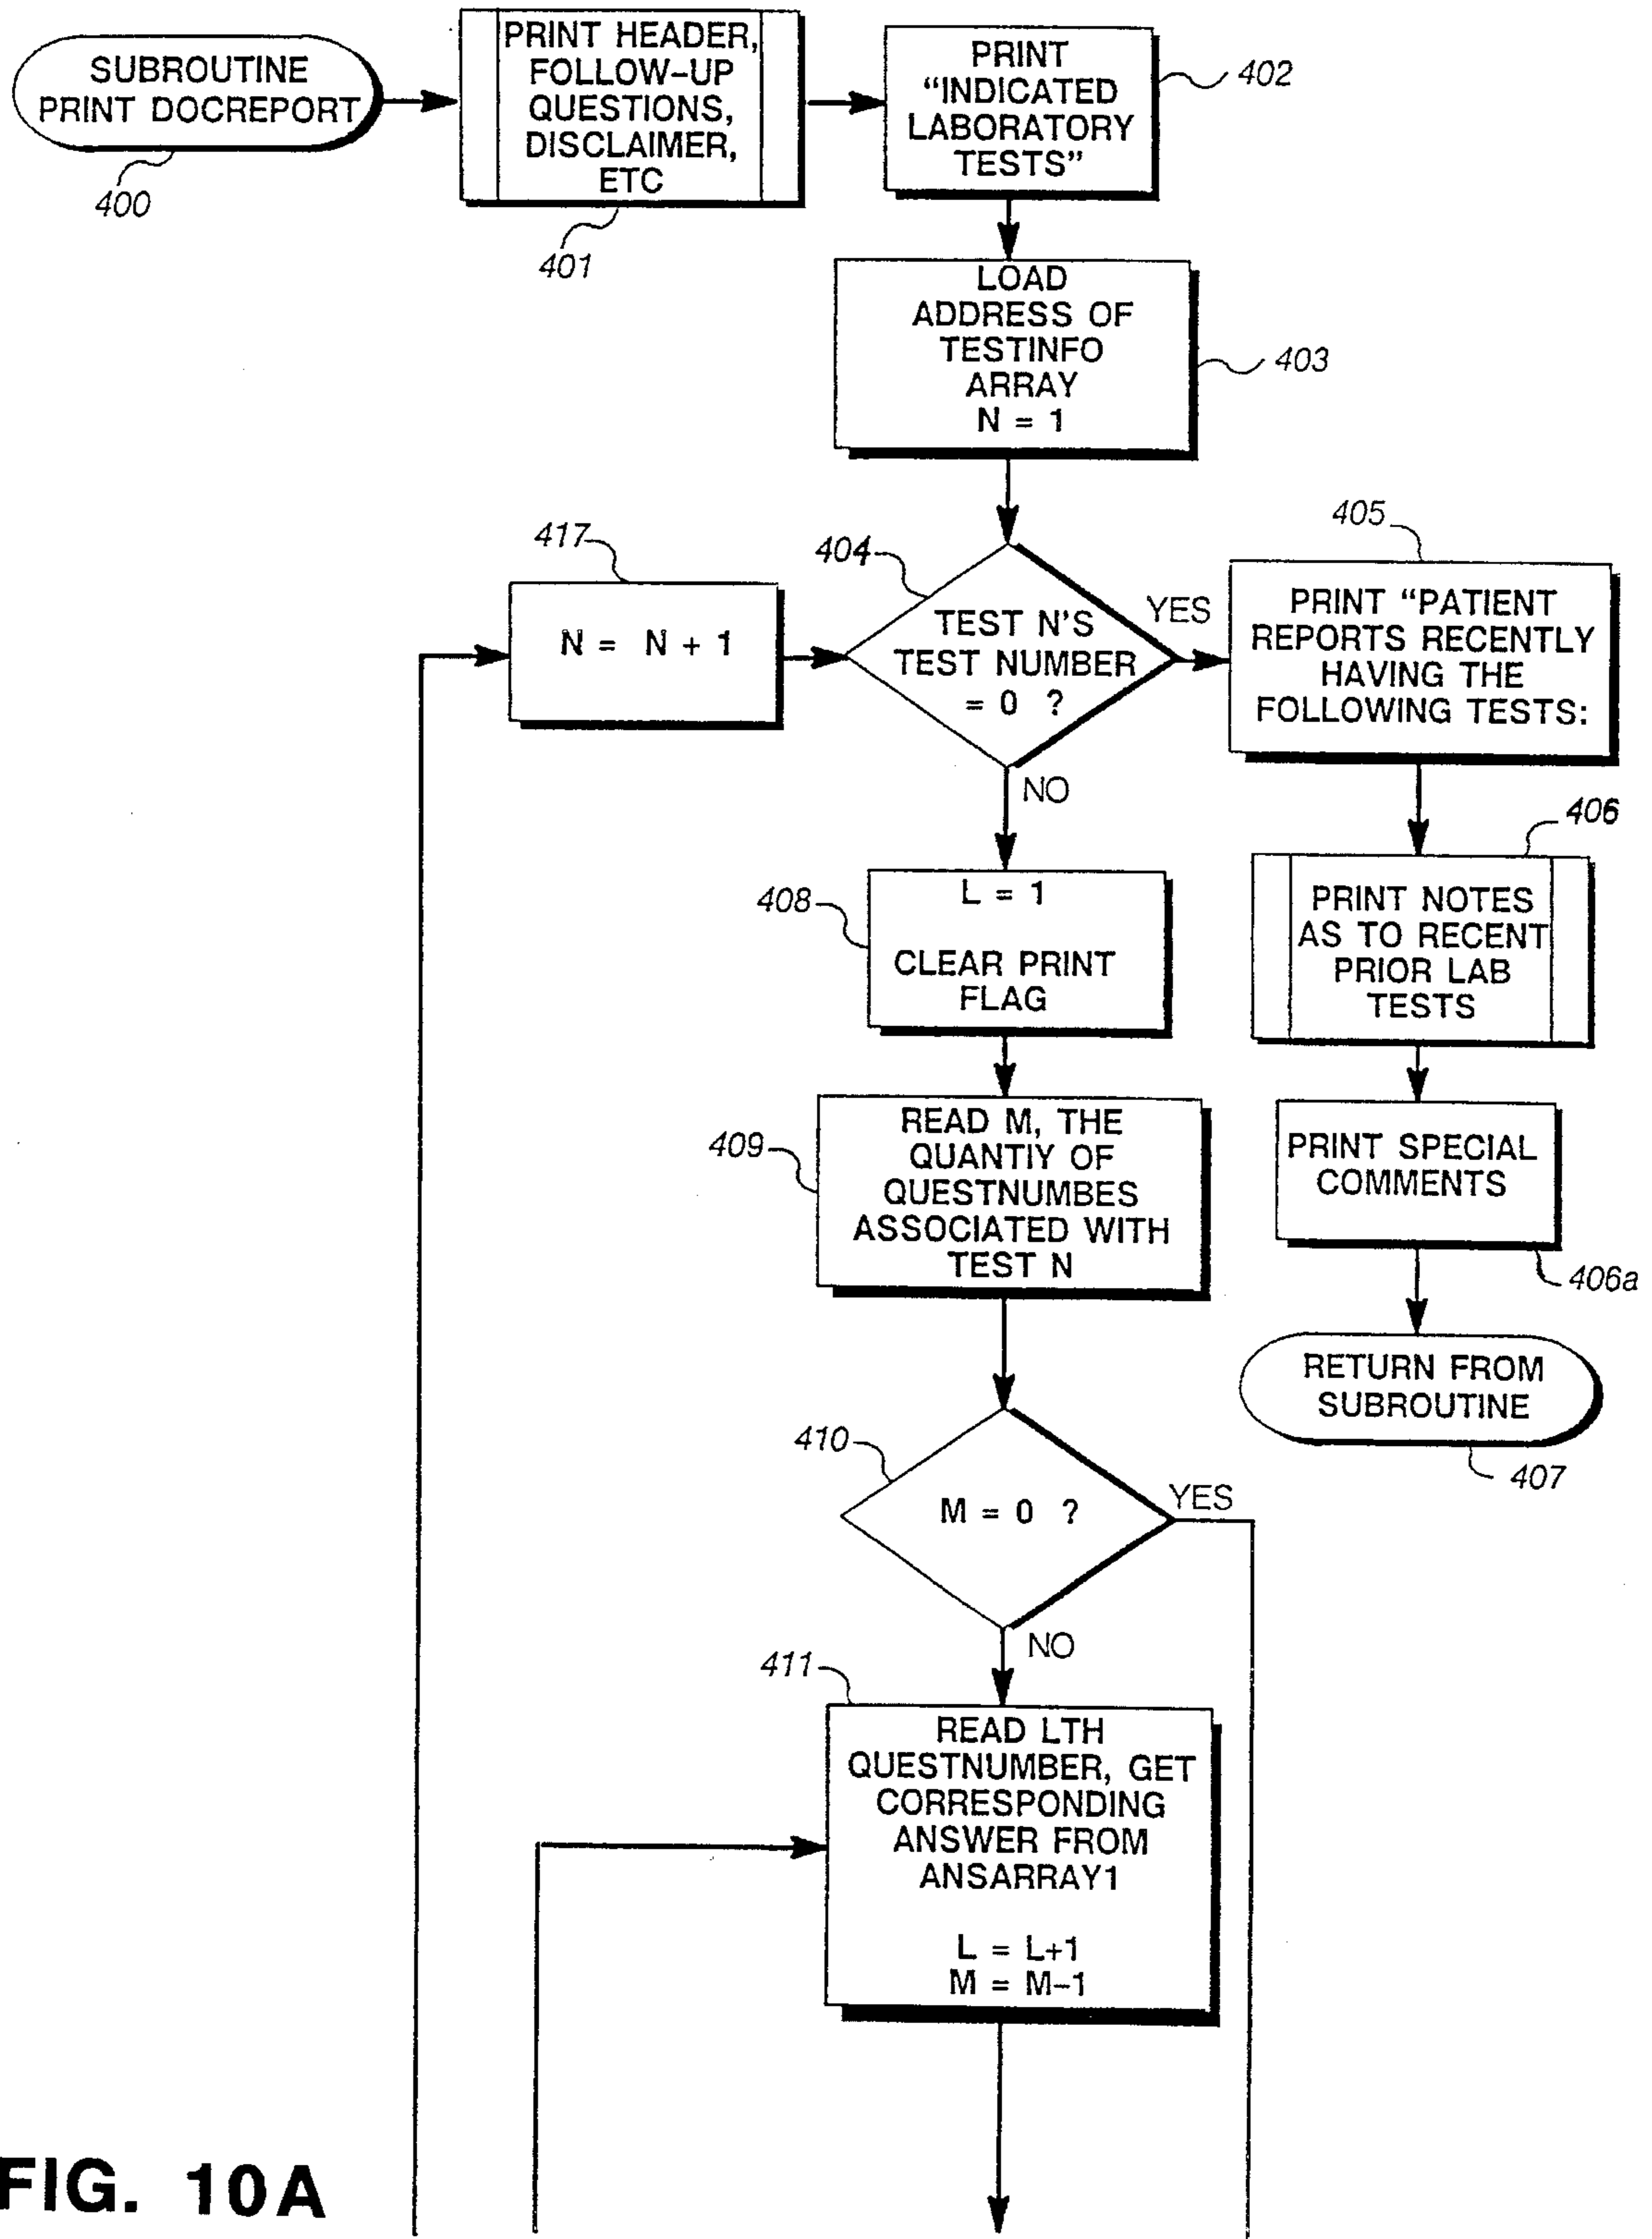 SUBROUTINE
PRINT DOCREPORT
400
PRINT HEADER,
FOLLOW-UP
QUESTIONS,
DISCLAIMER,
ETC
401
PRINT
“INDICATED
LABORATORY
TESTS”
402
LOAD
ADDRESS OF
TESTINFO
ARRAY
N = 1
403
417
N = N + 1
404
TEST N'S
TEST NUMBER
= 0 ?
YES
NO
405
PRINT “PATIENT
REPORTS RECENTLY
HAVING THE
FOLLOWING TESTS:
406
PRINT NOTES
AS TO RECENT
PRIOR LAB
TESTS
PRINT SPECIAL
COMMENTS
406a
RETURN FROM
SUBROUTINE
407
408
L = 1
CLEAR PRINT
FLAG
409
READ M, THE
QUANTIY OF
QUESTNUMBES
ASSOCIATED WITH
TEST N
410
M = 0 ?
YES
NO
411
READ LTH
QUESTNUMBER, GET
CORRESPONDING
ANSWER FROM
ANSARRAY1
L = L+1
M = M–1
FIG. 10A